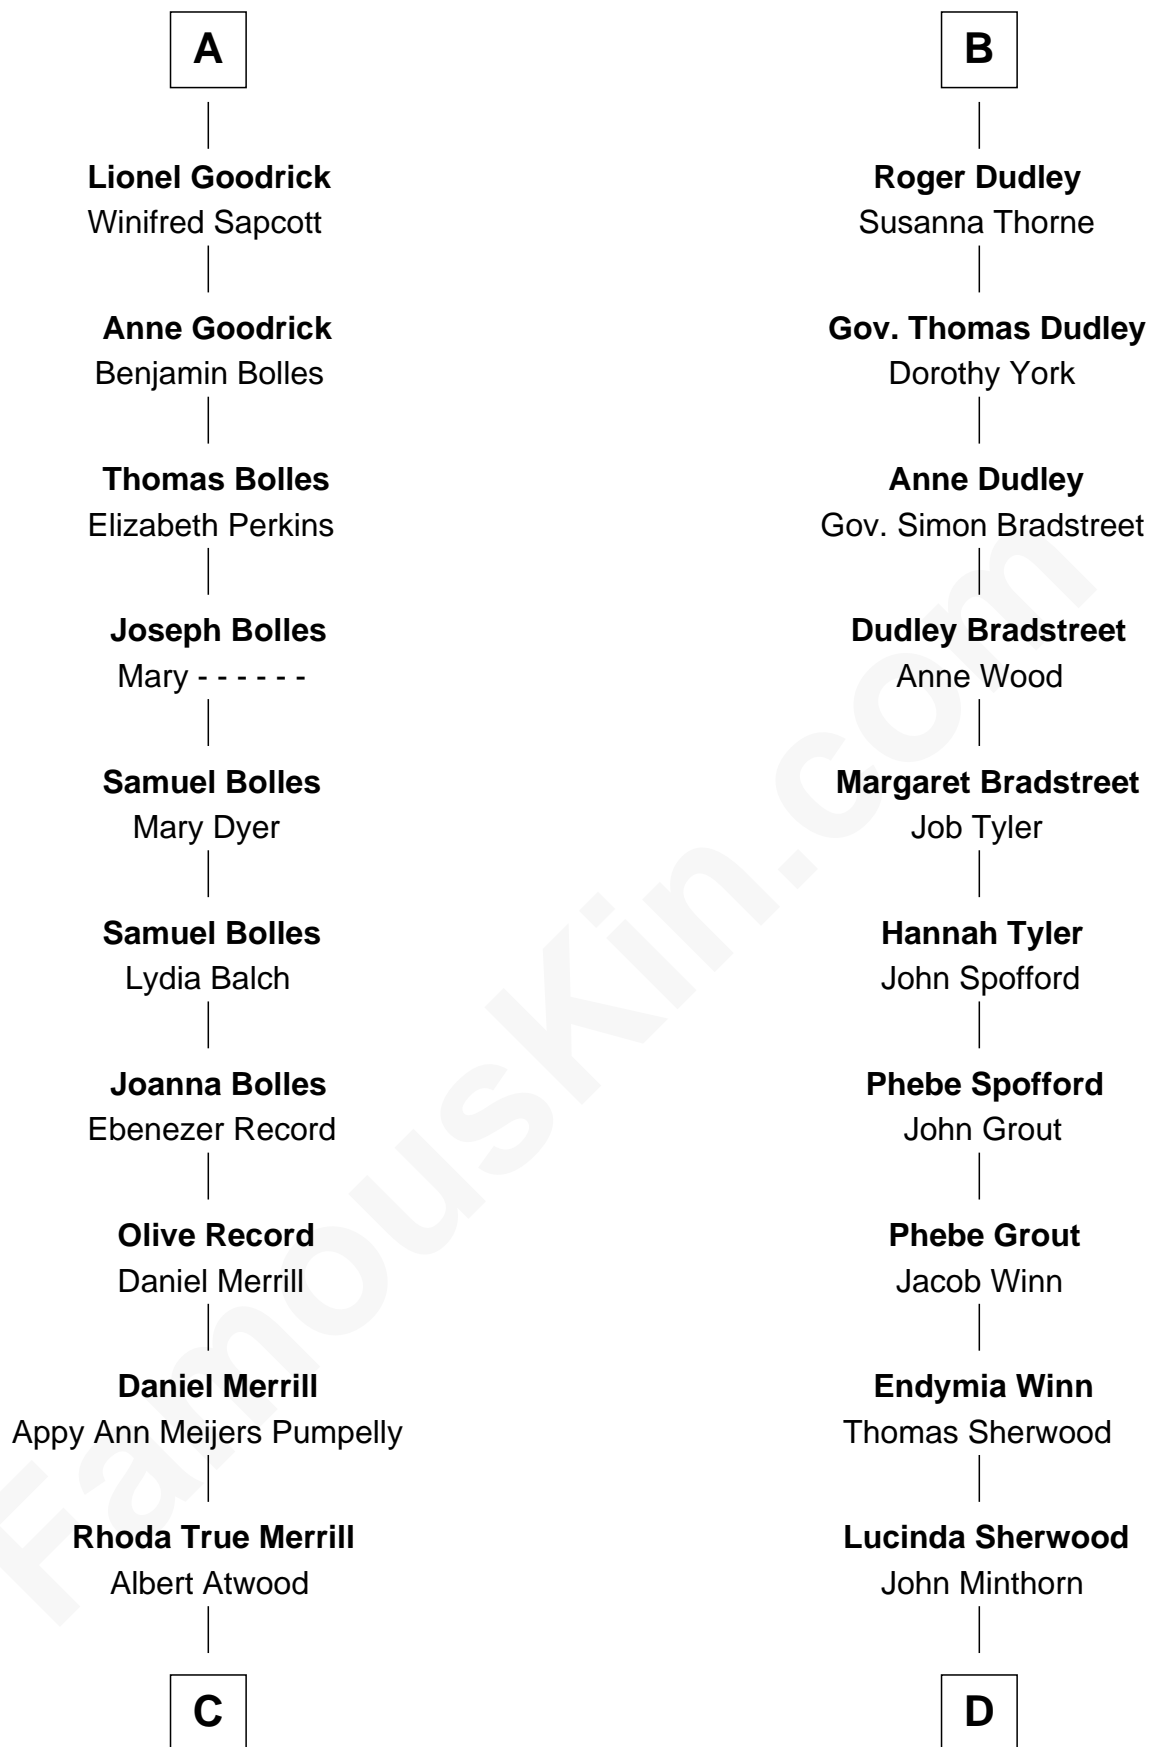 A
Lionel Goodrick
Winifred Sapcott
Anne Goodrick
Benjamin Bolles
Thomas Bolles
Elizabeth Perkins
Joseph Bolles
Mary - - - - - -
Samuel Bolles
Mary Dyer
Samuel Bolles
Lydia Balch
Joanna Bolles
Ebenezer Record
Olive Record
Daniel Merrill
Daniel Merrill
Appy Ann Meijers Pumpelly
Rhoda True Merrill
Albert Atwood
C
B
Roger Dudley
Susanna Thorne
Gov. Thomas Dudley
Dorothy York
Anne Dudley
Gov. Simon Bradstreet
Dudley Bradstreet
Anne Wood
Margaret Bradstreet
Job Tyler
Hannah Tyler
John Spofford
Phebe Spofford
John Grout
Phebe Grout
Jacob Winn
Endymia Winn
Thomas Sherwood
Lucinda Sherwood
John Minthorn
D
FamousKin.com